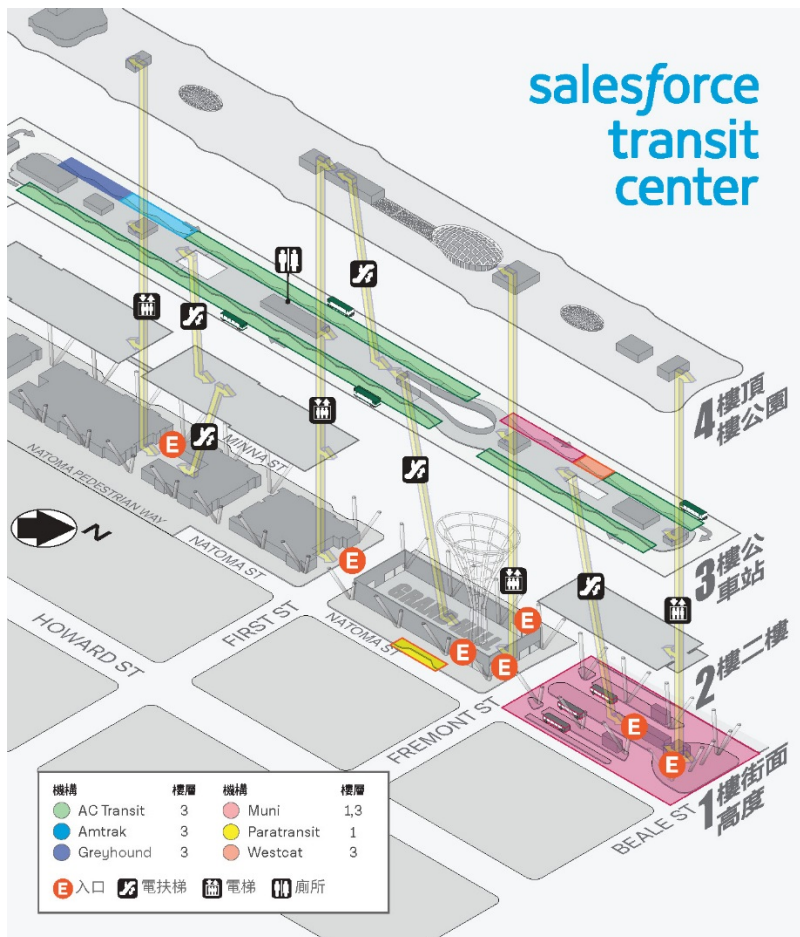 salesforce
transit
center
4樓頂
樓公園
3樓公
車站
2樓二樓
1樓街面
高度
E
MINNA ST
NATOMA PEDESTRIAN WAY
N
NATOMA ST
E
FIRST ST
HOWARD ST
GRAND HALL
E
E
E
NATOMA ST
FREMONT ST
E
E
BEALE ST
機構 樓層 機構 樓層
AC Transit 3 Muni 1,3
Amtrak 3 Paratransit 1
Greyhound 3 Westcat 3
E 入口 電扶梯 電梯 廁所